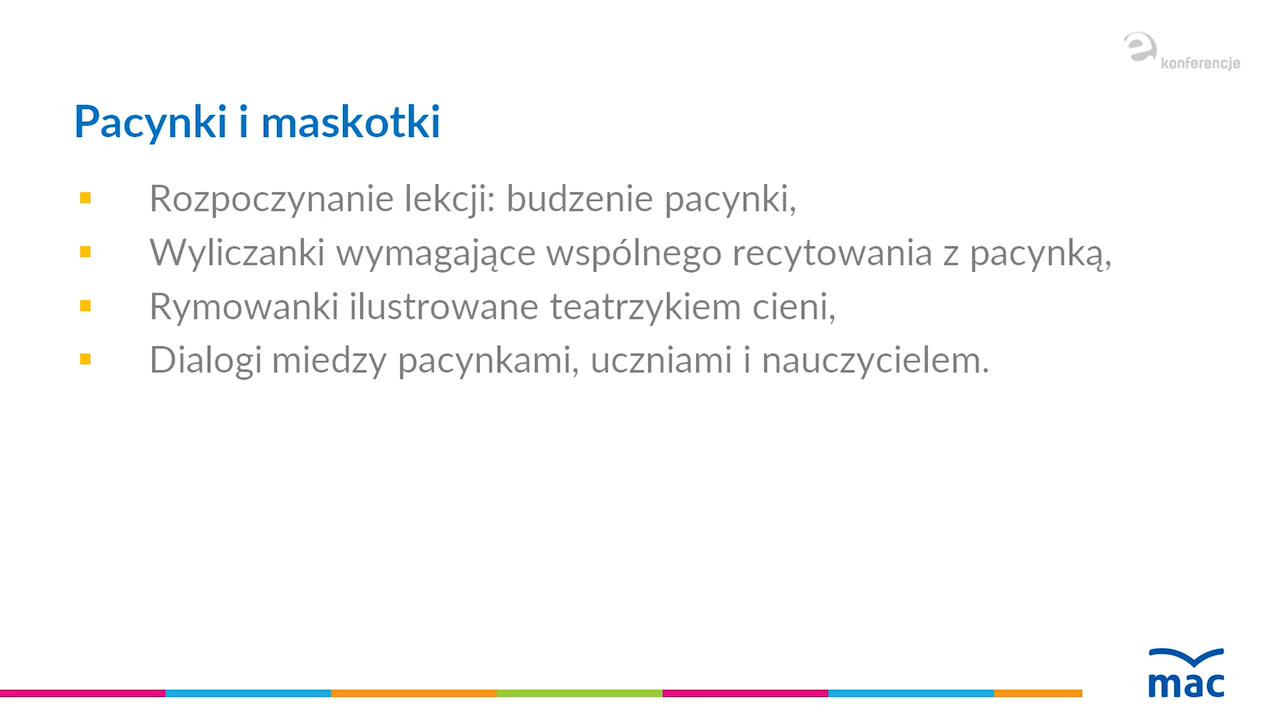 e konferencje
Pacynki i maskotki
▪ Rozpoczynanie lekcji: budzenie pacynki,
▪ Wyliczanki wymagające wspólnego recytowania z pacynką,
▪ Rymowanki ilustrowane teatrzykiem cieni,
▪ Dialogi miedzy pacynkami, uczniami i nauczycielem.
mac